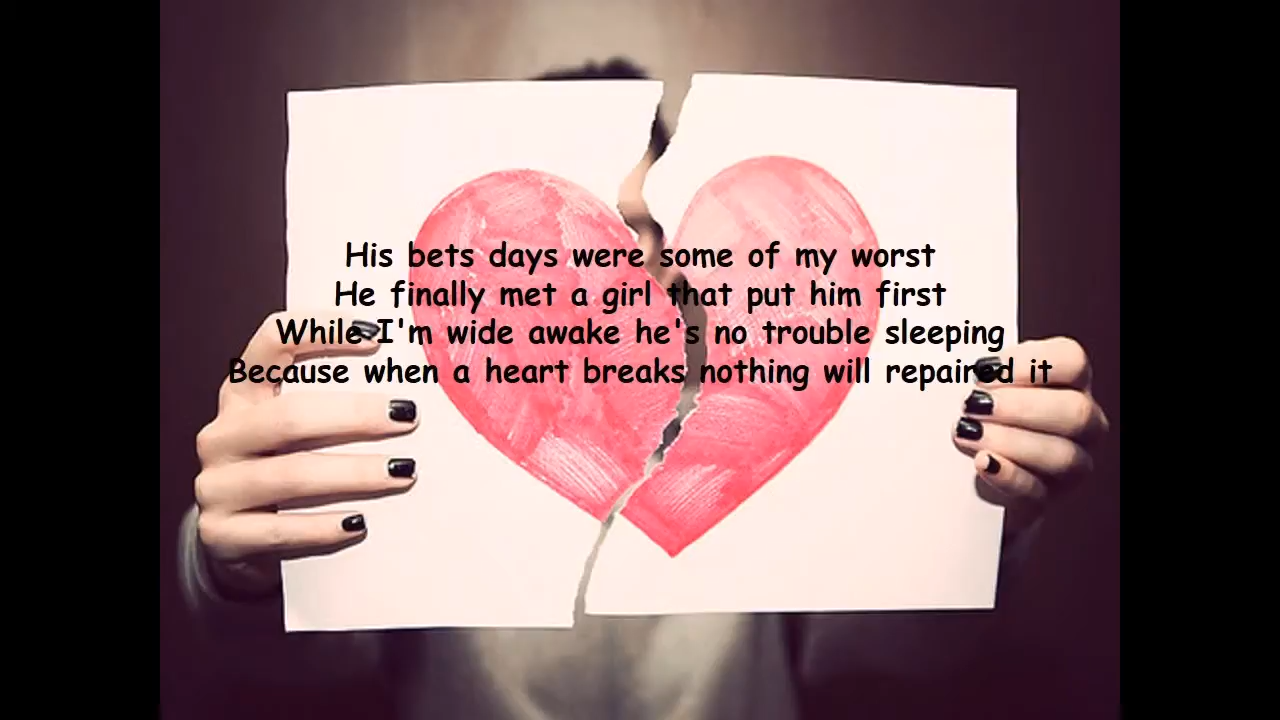 His bets days were some of my worst
He finally met a girl that put him first
While I'm wide awake he's no trouble sleeping
Because when a heart breaks nothing will repaired it